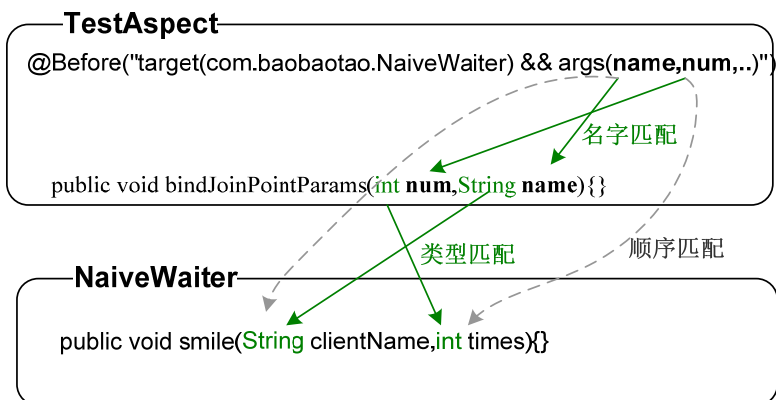 TestAspect
@Before("target(com.baobaotao.NaiveWaiter) && args(name,num,..)")
名字匹配
public void bindJoinPointParams(int num,String name){}
类型匹配
顺序匹配
NaiveWaiter
public void smile(String clientName,int times){}